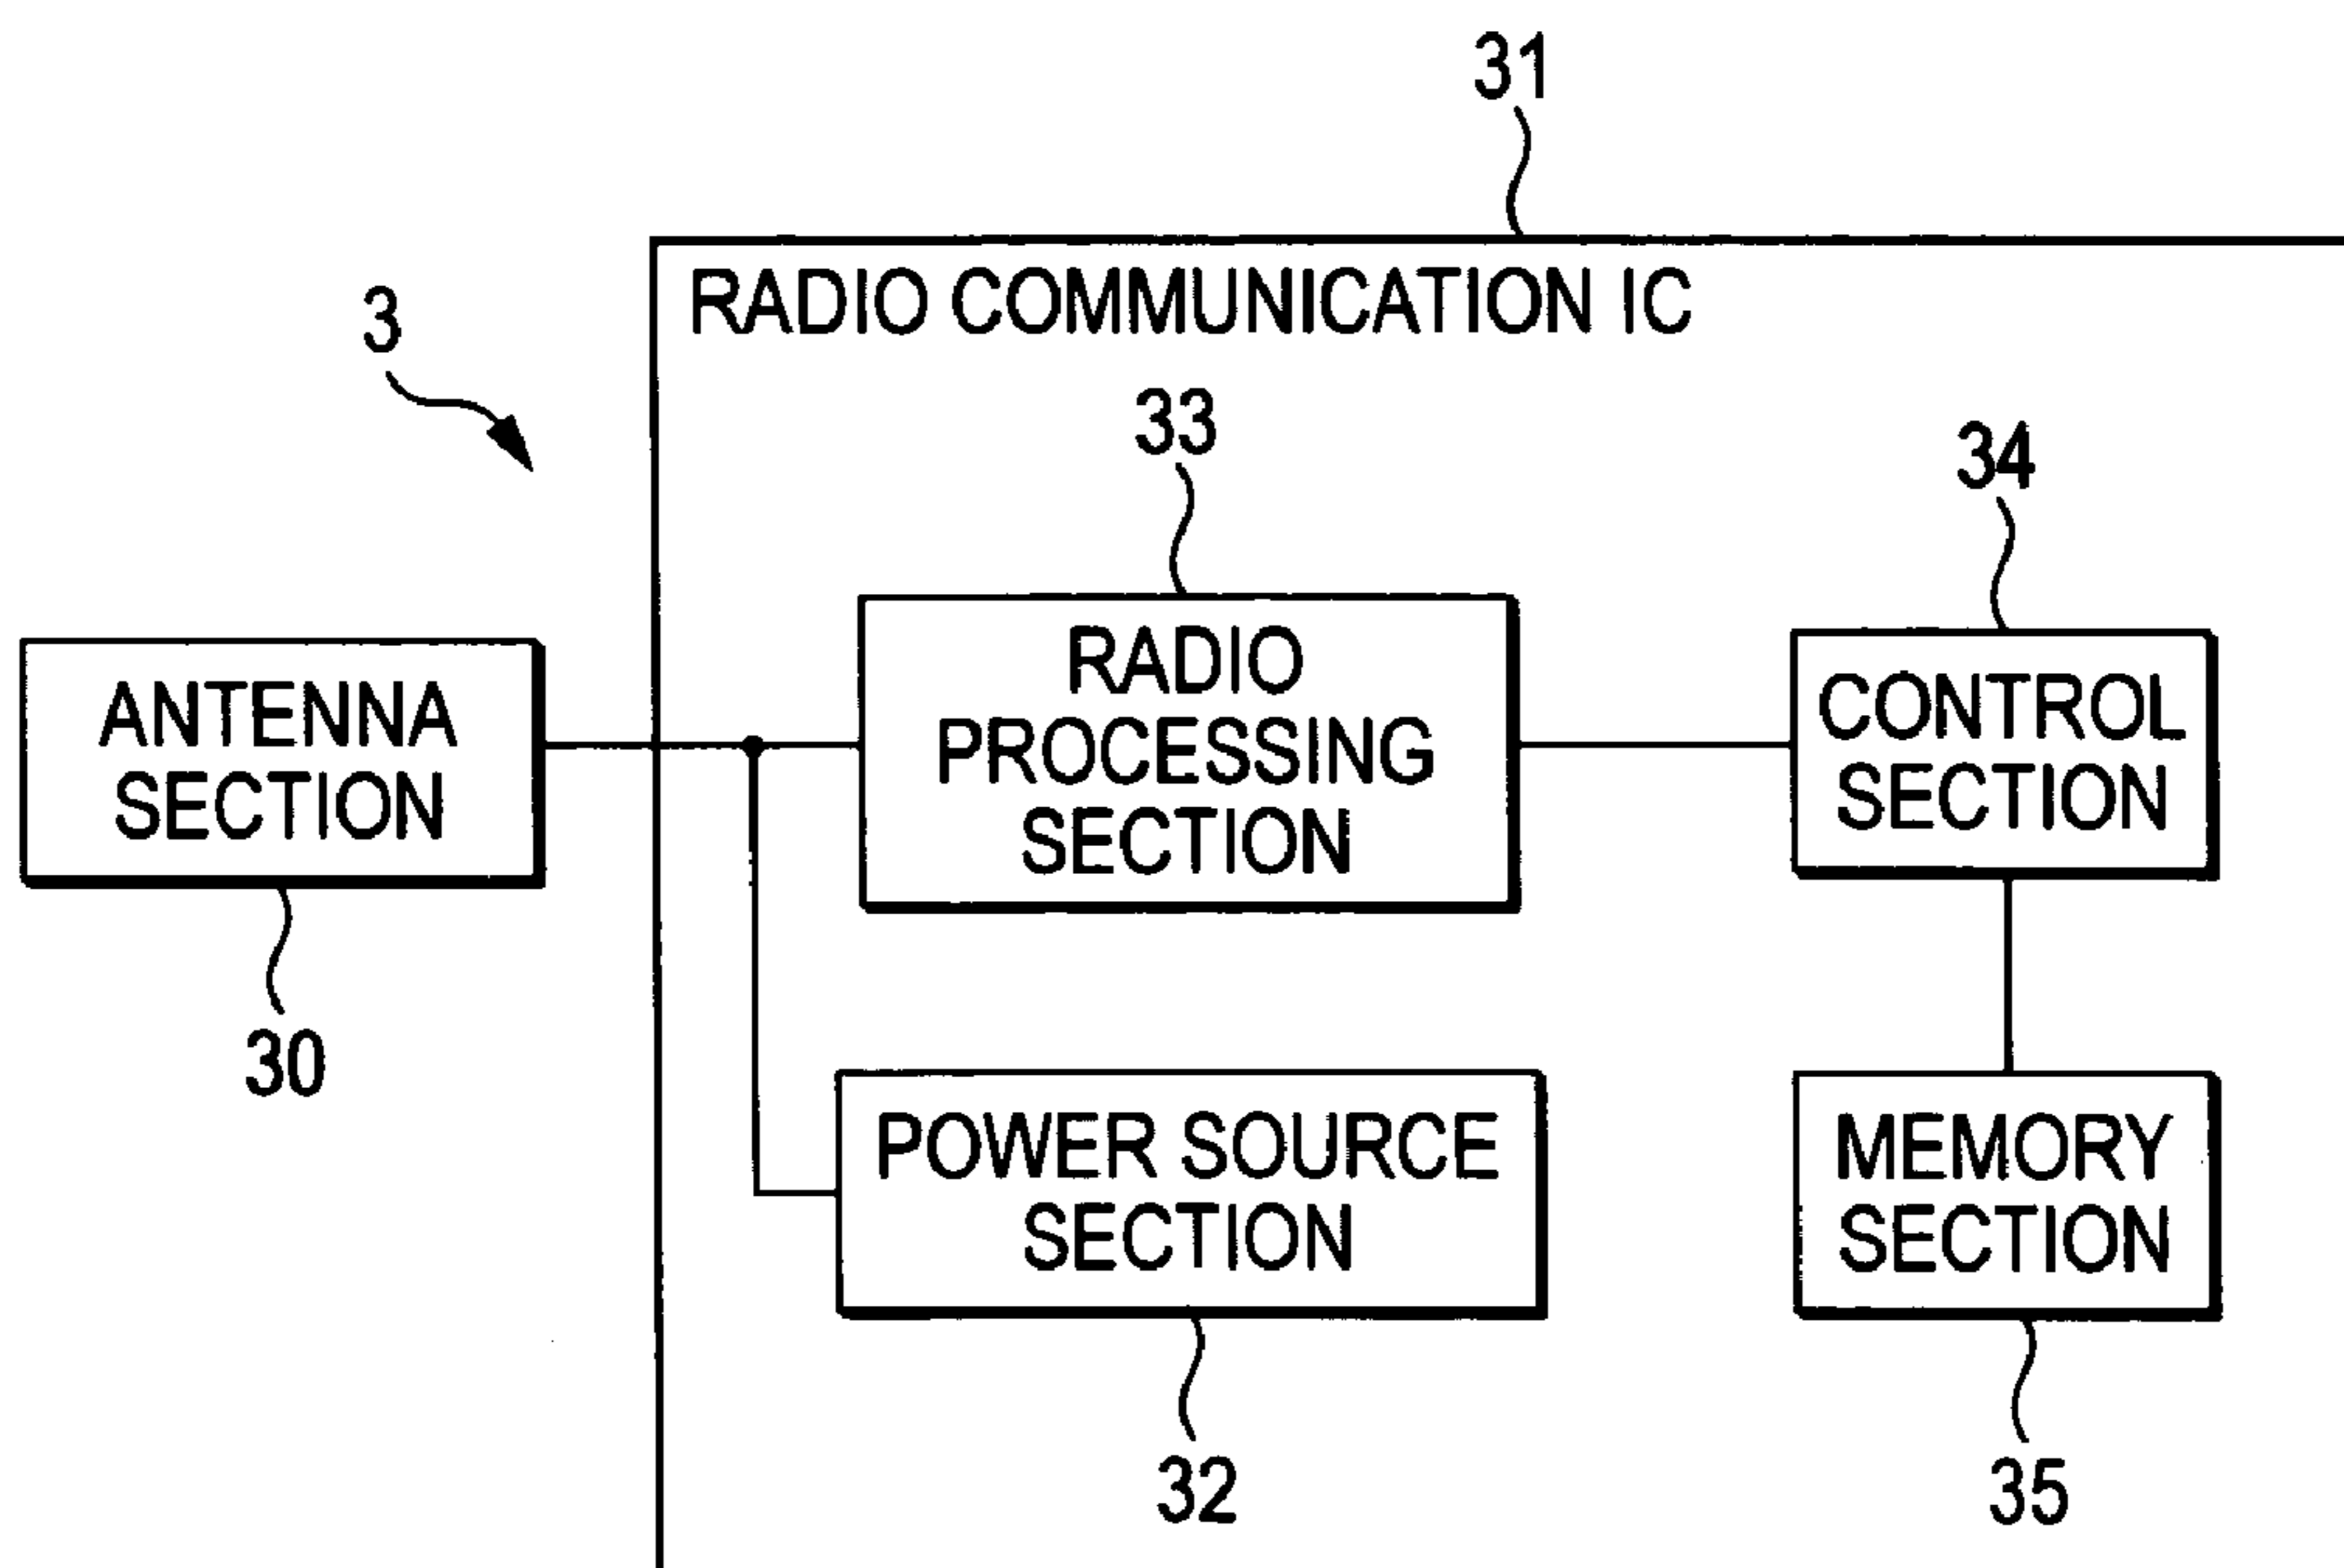 31
RADIO COMMUNICATION IC
3
33
34
RADIO
PROCESSING
SECTION
CONTROL
SECTION
ANTENNA
SECTION
30
POWER SOURCE
SECTION
MEMORY
SECTION
32
35